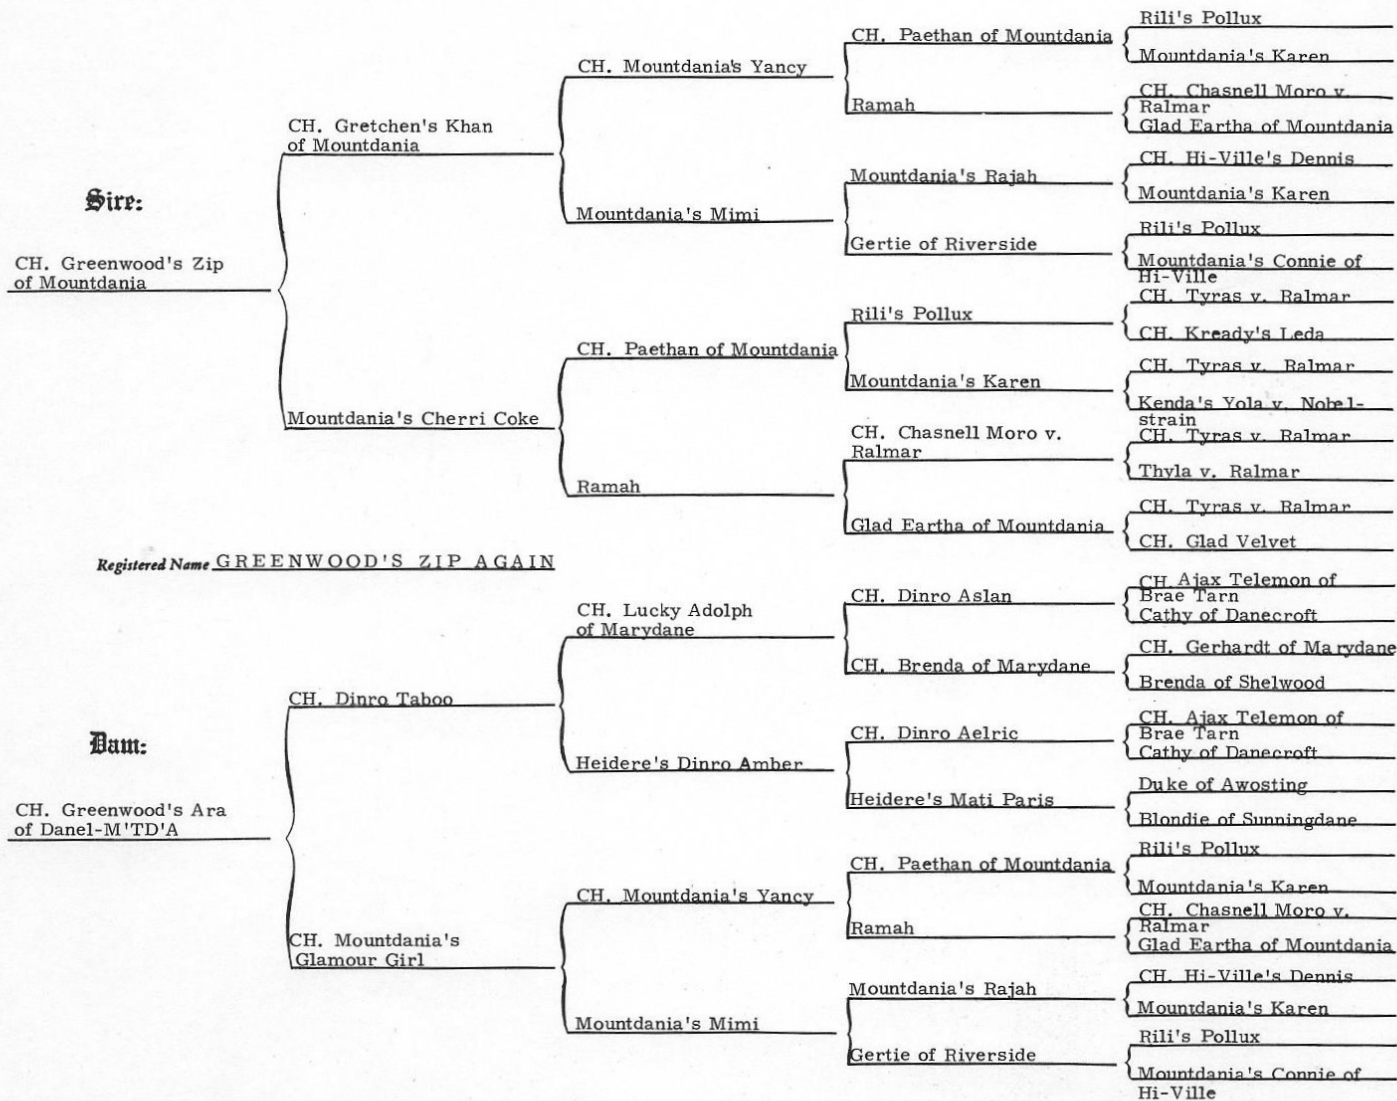 Sire:
CH. Greenwood's Zip
of Mountdania
CH. Gretchen's Khan
of Mountdania
Mountdania's Cherri Coke
CH. Mountdania's Yancy
Mountdania's Mimi
CH. Paethan of Mountdania
Ramah
CH. Paethan of Mountdania
Ramah
Mountdania's Rajah
Gertie of Riverside
Rili's Pollux
Mountdania's Karen
CH. Chasnell Moro v.
Ralmar
Glad Eartha of Mountdania
Rili's Pollux
Mountdania's Karen
CH. Chasnell Moro v.
Ralmar
Glad Eartha of Mountdania
CH. Hi-Ville's Dennis
Mountdania's Karen
Rili's Pollux
Mountdania's Connie of
Hi-Ville
CH. Tyras v. Ralmar
CH. Kready's Leda
CH. Tyras v. Ralmar
Kenda's Yola v. Nobel-
strain
CH. Tyras v. Ralmar
Thyla v. Ralmar
CH. Tyras v. Ralmar
CH. Glad Velvet
Registered Name GREENWOOD'S ZIP AGAIN
Dam:
CH. Greenwood's Ara
of Danel-M'TD'A
CH. Dinro Taboo
CH. Mountdania's
Glamour Girl
CH. Lucky Adolph
of Marydane
Heidere's Dinro Amber
CH. Mountdania's Yancy
Mountdania's Mimi
CH. Dinro Aslan
CH. Brenda of Marydane
CH. Dinro Aelric
Heidere's Mati Paris
CH. Paethan of Mountdania
Ramah
Mountdania's Rajah
Gertie of Riverside
CH. Ajax Telemon of
Brae Tarn
Cathy of Danecroft
CH. Gerhardt of Marydane
Brenda of Shelwood
CH. Ajax Telemon of
Brae Tarn
Cathy of Danecroft
Duke of Awosting
Blondie of Sunningdane
Rili's Pollux
Mountdania's Karen
CH. Chasnell Moro v.
Ralmar
Glad Eartha of Mountdania
CH. Hi-Ville's Dennis
Mountdania's Karen
Rili's Pollux
Mountdania's Connie of
Hi-Ville